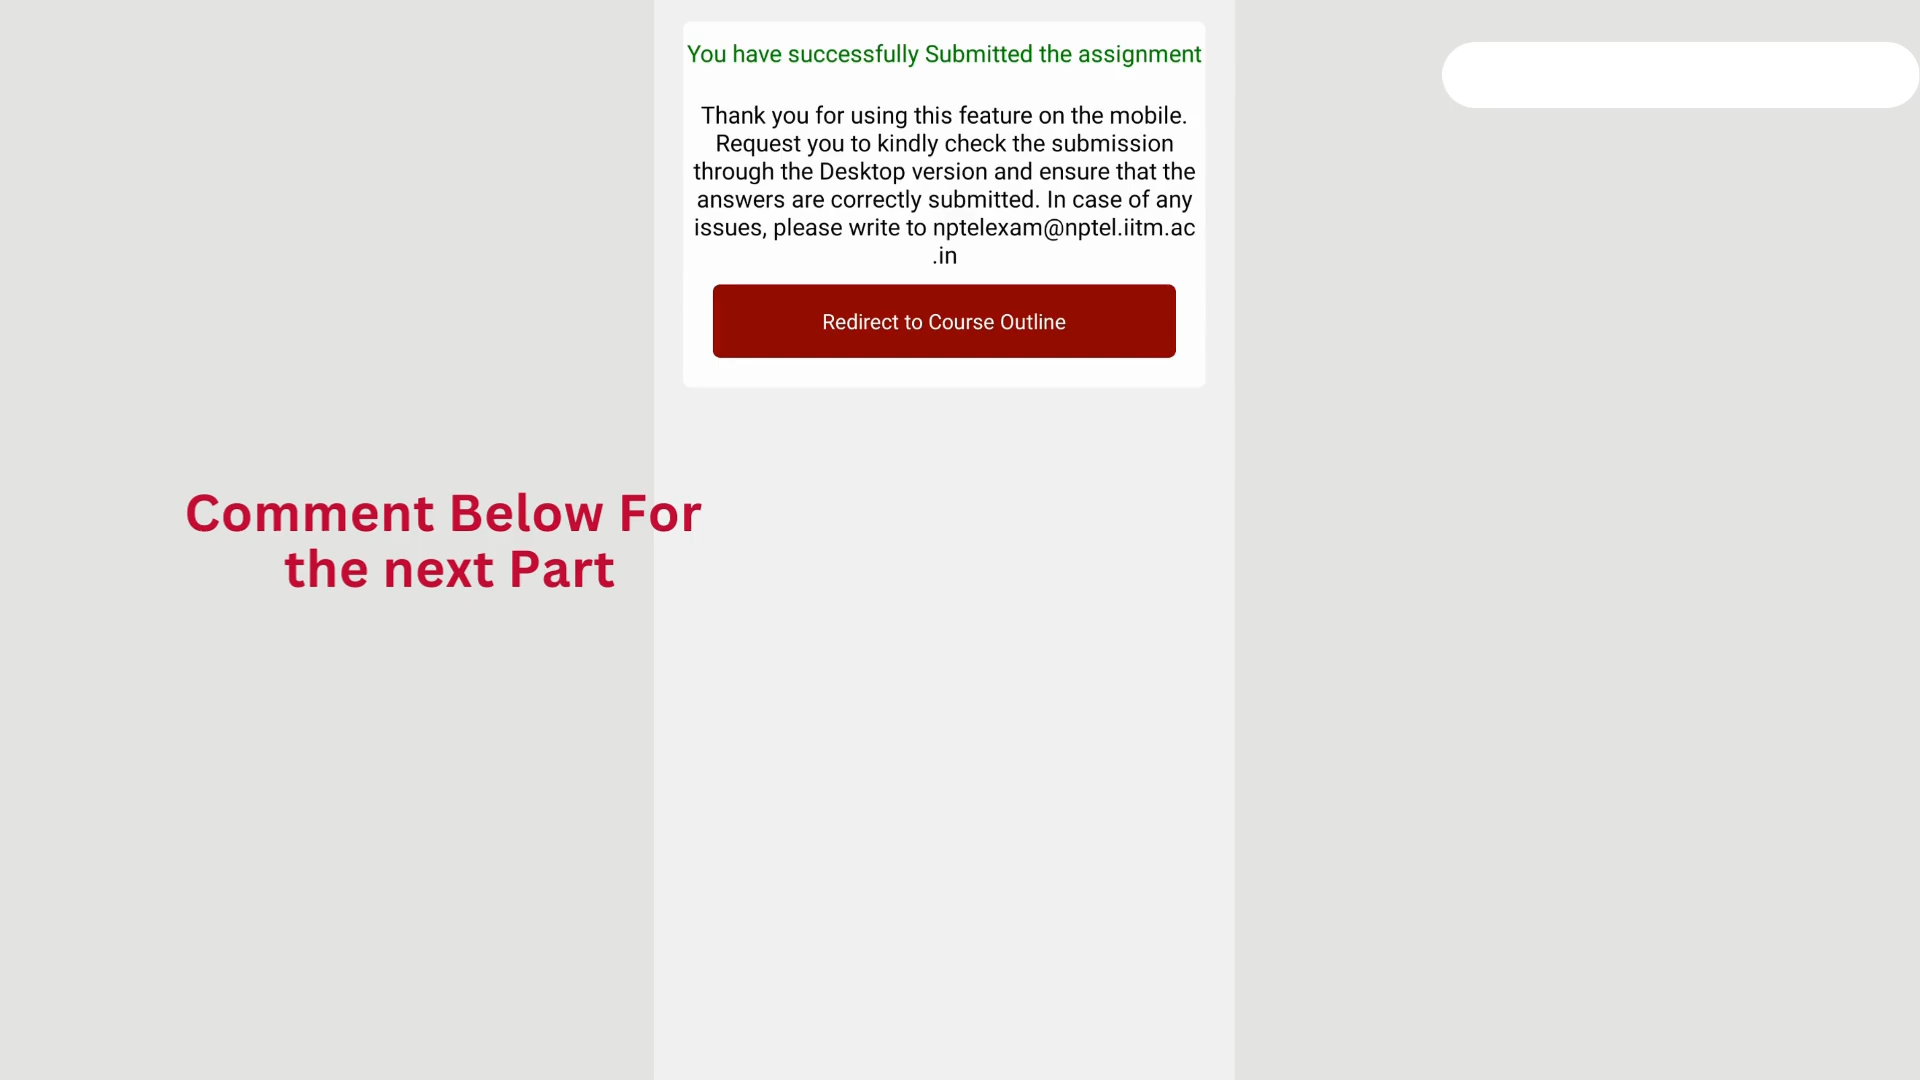 You have successfully Submitted the assignment
Thank you for using this feature on the mobile.
Request you to kindly check the submission
through the Desktop version and ensure that the
answers are correctly submitted. In case of any
issues, please write to nptelexam@nptel.iitm.ac
.in
Redirect to Course Outline
Comment Below For
the next Part